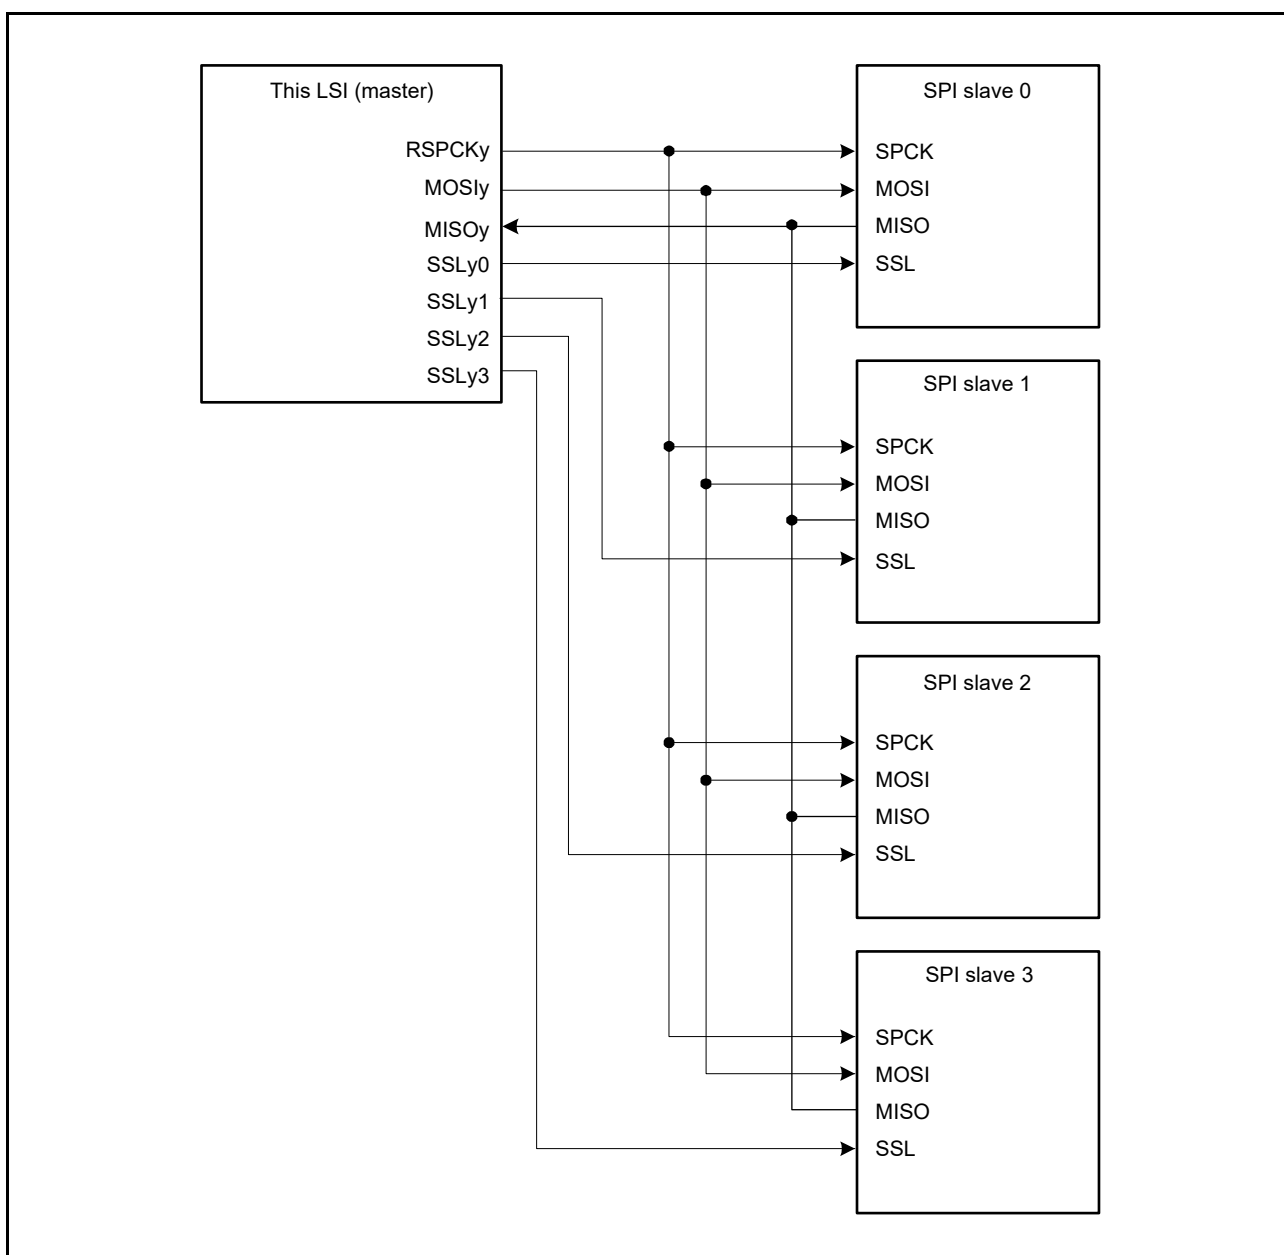 This LSI (master)
RSPCKy
MOSIy
MISOy
SSLy0
SSLy1
SSLy2
SSLy3
SPI slave 0
SPCK
MOSI
MISO
SSL
SPI slave 1
SPCK
MOSI
MISO
SSL
SPI slave 2
SPCK
MOSI
MISO
SSL
SPI slave 3
SPCK
MOSI
MISO
SSL